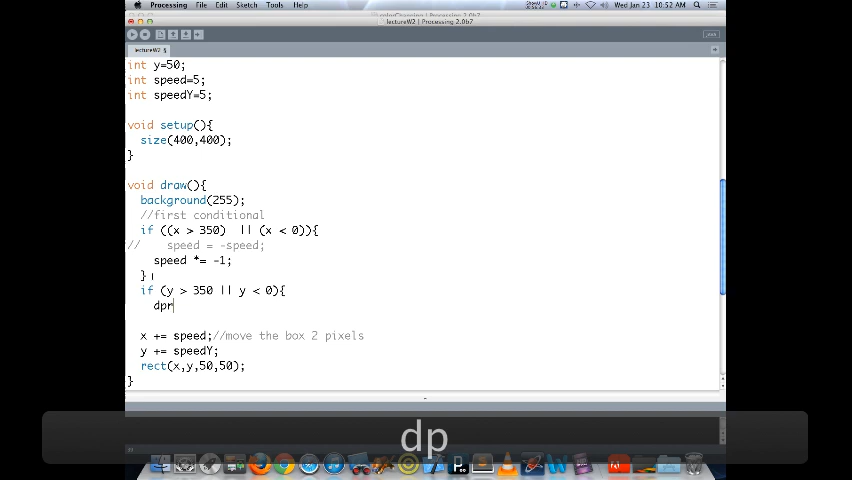 Processing File Edit Sketch Tools Help
Wed Jan 23 10:52 AM
lectureW2 | Processing 2.0b7
lectureW2 §
int y=50;
int speed=5;
int speedY=5;
void setup(){
size(400,400);
}
void draw(){
background(255);
//first conditional
if ((x > 350) || (x < 0)){
// speed = -speed;
speed *= -1;
}
if (y > 350 || y < 0){
dpr
x += speed;//move the box 2 pixels
y += speedY;
rect(x,y,50,50);
}
dp